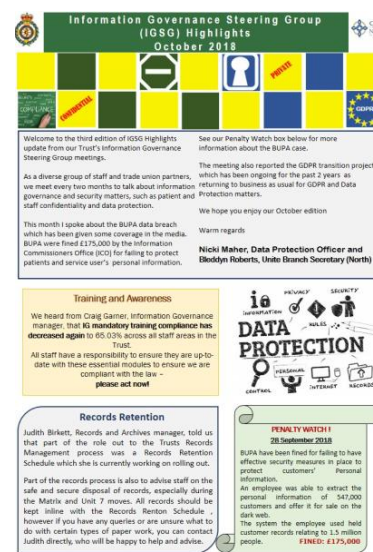 Information Governance Steering Group
(IGSG) Highlights
October 2018
COMPLIANCE
CONFIDENTIAL
PRIVATE
GDPR
Welcome to the third edition of IGSG Highlights
update from our Trust's Information Governance
Steering Group meetings.
As a diverse group of staff and trade union partners,
we meet every two months to talk about information
governance and security matters, such as patient and
staff confidentiality and data protection.
This month I spoke about the BUPA data breach
which has been given some coverage in the media.
BUPA were fined £175,000 by the Information
Commissioners Office (ICO) for failing to protect
patients and service user's personal information.
See our Penalty Watch box below for more
information about the BUPA case.
The meeting also reported the GDPR transition project
which has been ongoing for the past 2 years as
returning to business as usual for GDPR and Data
Protection matters.
We hope you enjoy our October edition
Warm regards
Nicki Maher, Data Protection Officer and
Bleddyn Roberts, Unite Branch Secretary (North)
Training and Awareness
We heard from Craig Garner, Information Governance
manager, that IG mandatory training compliance has
decreased again to 65.03% across all staff areas in the
Trust.
All staff have a responsibility to ensure they are up-to-
date with these essential modules to ensure we are
compliant with the law –
please act now!
PRIVACY
SECURITY
INFORMATION
RULES
DATA
PROTECTION
PERSONAL
CONTROL
INTERNET
RECORDS
Records Retention
Judith Birkett, Records and Archives manager, told us
that part of the role out to the Trusts Records
Management process was a Records Retention
Schedule which she is currently working on rolling out.
Part of the records process is also to advise staff on the
safe and secure disposal of records, especially during
the Matrix and Unit 7 moves. All records should be
kept inline with the Records Renton Schedule ,
however if you have any queries or are unsure what to
do with certain types of paper work, you can contact
Judith directly, who will be happy to help and advise.
PENALTY WATCH !
28 September 2018
BUPA have been fined for failing to have
effective security measures in place to
protect customers' Personal
information.
An employee was able to extract the
personal information of 547,000
customers and offer it for sale on the
dark web.
The system the employee used held
customer records relating to 1.5 million
people. FINED: £175,000